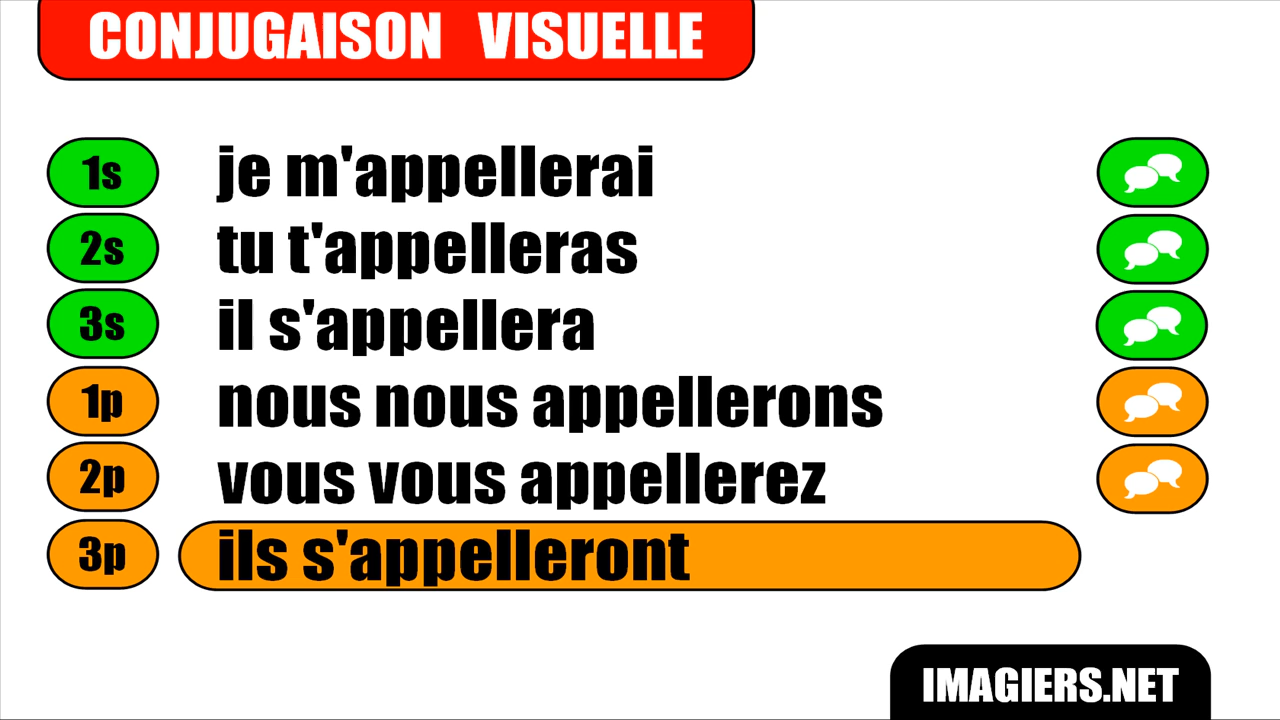 CONJUGAISON VISUELLE
1s je m'appellerai
2s tu t'appelleras
3s il s'appellera
1p nous nous appellerons
2p vous vous appellerez
3p ils s'appelleront
IMAGIERS.NET